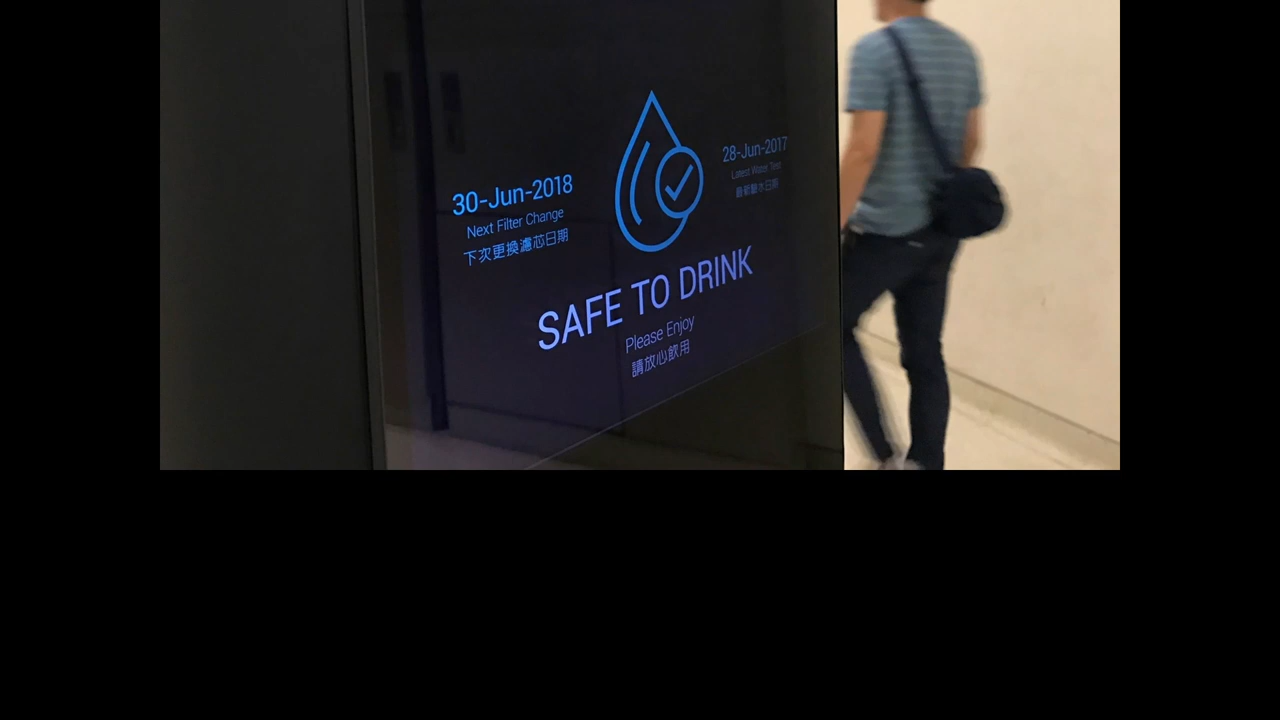 30-Jun-2018
Next Filter Change
下次更換濾芯日期
28-Jun-2017
Latest Water Test
最新驗水日期
SAFE TO DRINK
Please Enjoy
請放心飲用